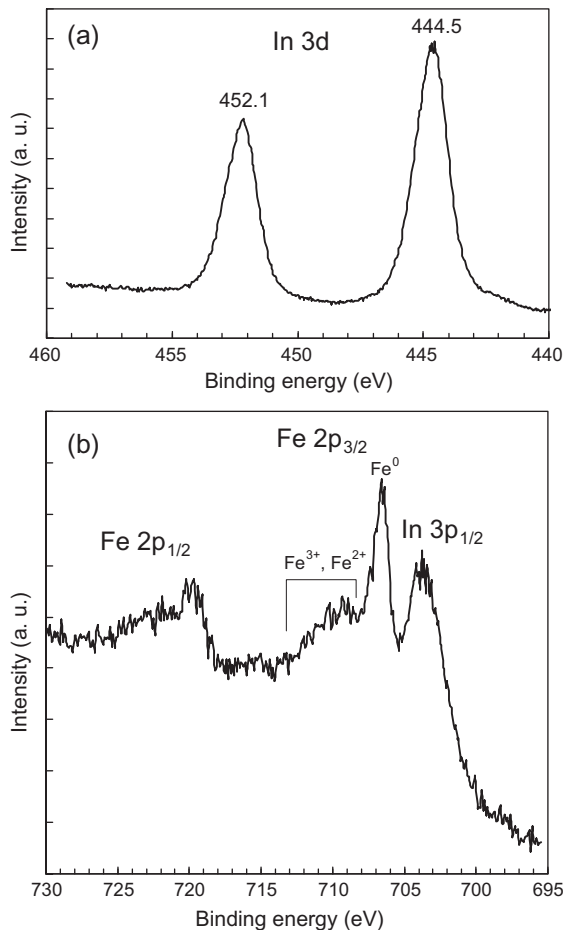 (a)
In 3d
444.5
452.1
Intensity (a. u.)
460 455 450 445 440
Binding energy (eV)
(b)
Fe 2p3/2
Fe0
Fe 2p1/2
In 3p1/2
Fe3+, Fe2+
Intensity (a. u.)
730 725 720 715 710 705 700 695
Binding energy (eV)